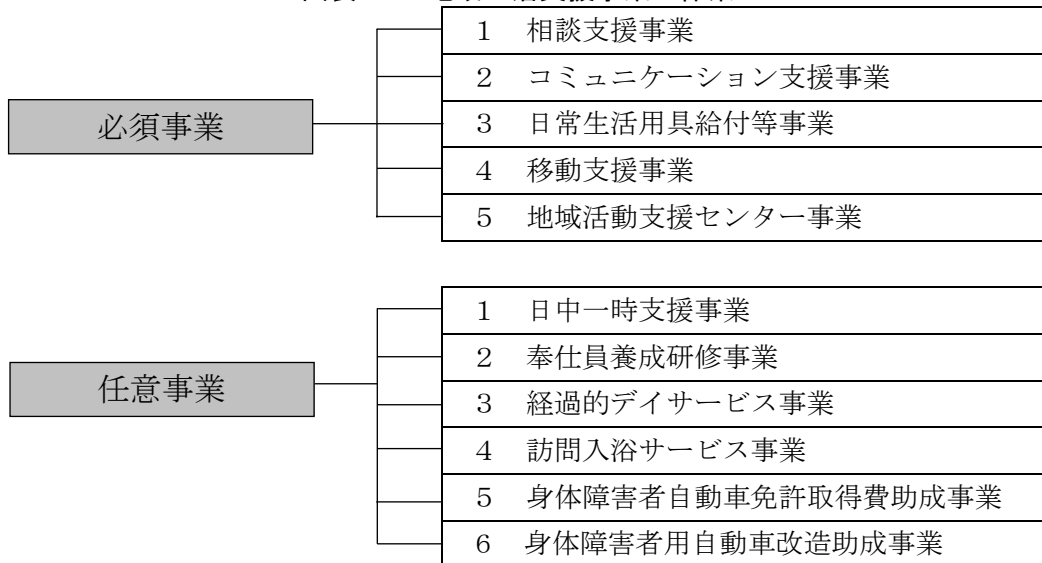 必須事業
1 相談支援事業
2 コミュニケーション支援事業
3 日常生活用具給付等事業
4 移動支援事業
5 地域活動支援センター事業
任意事業
1 日中一時支援事業
2 奉仕員養成研修事業
3 経過的デイサービス事業
4 訪問入浴サービス事業
5 身体障害者自動車免許取得費助成事業
6 身体障害者用自動車改造助成事業